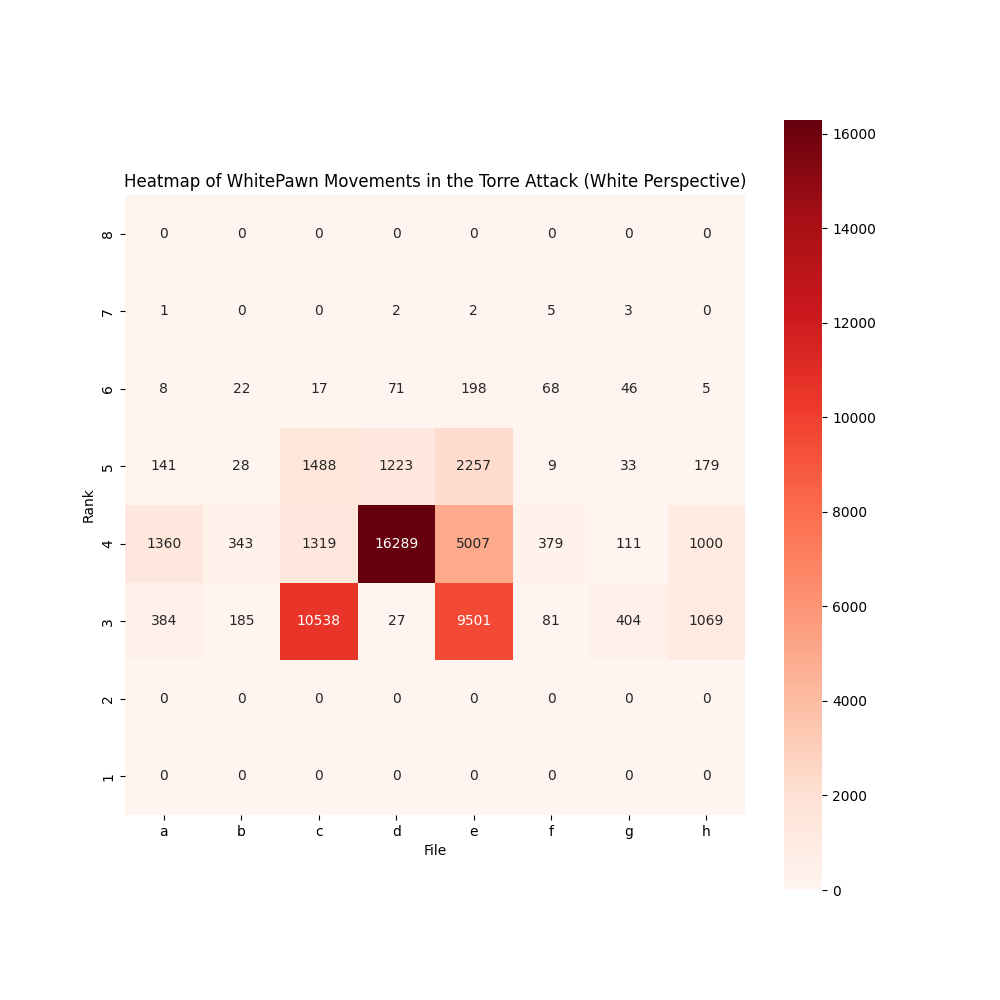 Heatmap of WhitePawn Movements in the Torre Attack (White Perspective)
8 0 0 0 0 0 0 0 0
7 1 0 0 2 2 5 3 0
6 8 22 17 71 198 68 46 5
5 141 28 1488 1223 2257 9 33 179
4 1360 343 1319 16289 5007 379 111 1000
3 384 185 10538 27 9501 81 404 1069
2 0 0 0 0 0 0 0 0
1 0 0 0 0 0 0 0 0
a b c d e f g h
File
Rank
16000
14000
12000
10000
8000
6000
4000
2000
0